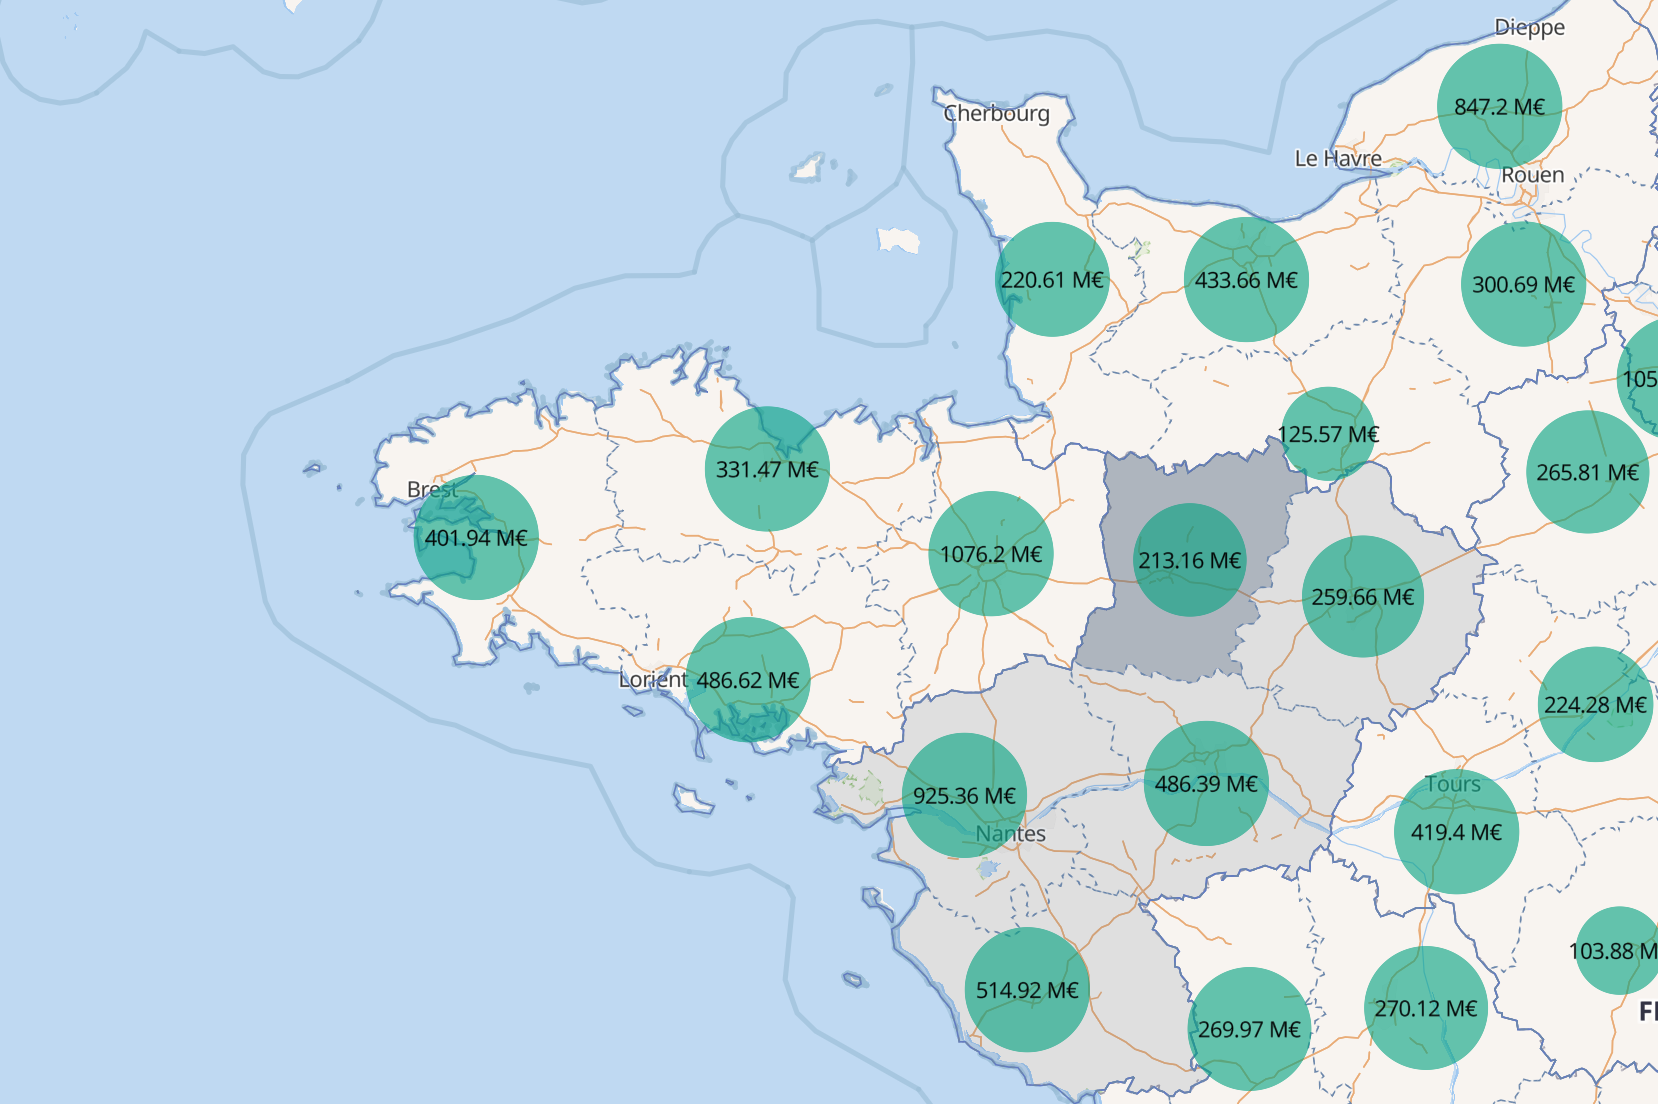 Dieppe
847.2 M€
Cherbourg
Le Havre
Rouen
220.61 M€
433.66 M€
300.69 M€
105
125.57 M€
331.47 M€
265.81 M€
Brest
401.94 M€
1076.2 M€
213.16 M€
259.66 M€
Lorient
486.62 M€
224.28 M€
925.36 M€
486.39 M€
Tours
Nantes
419.4 M€
103.88 M
514.92 M€
270.12 M€
269.97 M€